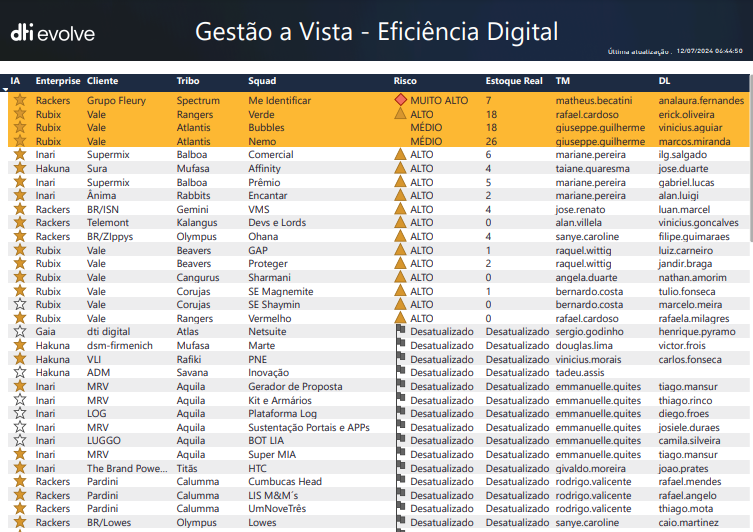 dti evolve
Gestão a Vista - Eficiência Digital
Última atualização : 12/07/2024 06:44:50
IA Enterprise Cliente Tribo Squad Risco Estoque Real TM DL
Rackers Grupo Fleury Spectrum Me Identificar MUITO ALTO 7 matheus.becatini analaura.fernandes
Rubix Vale Rangers Verde ALTO 18 rafael.cardoso erick.oliveira
Rubix Vale Atlantis Bubbles MÉDIO 18 giuseppe.guilherme vinicius.aguiar
Rubix Vale Atlantis Nemo MÉDIO 26 giuseppe.guilherme marcos.miranda
Inari Supermix Balboa Comercial ALTO 6 mariane.pereira ilg.salgado
Hakuna Sura Mufasa Affinity ALTO 4 taiane.quaresma jose.duarte
Inari Supermix Balboa Prêmio ALTO 5 mariane.pereira gabriel.lucas
Inari Ânima Rabbits Encantar ALTO 2 mariane.pereira alan.luigi
Rackers BR/ISN Gemini VMS ALTO 4 jose.renato luan.marcel
Rackers Telemont Kalangus Devs e Lords ALTO 0 alan.villela vinicius.goncalves
Rackers BR/ZIppys Olympus Ohana ALTO 4 sanye.caroline filipe.guimaraes
Rubix Vale Beavers GAP ALTO 1 raquel.wittig luiz.carneiro
Rubix Vale Beavers Proteger ALTO 2 raquel.wittig jandir.braga
Rubix Vale Cangurus Sharmani ALTO 0 angela.duarte nathan.amorim
Rubix Vale Corujas SE Magnemite ALTO 1 bernardo.costa tulio.fonseca
Rubix Vale Corujas SE Shaymin ALTO 0 bernardo.costa marcelo.meira
Rubix Vale Rangers Vermelho ALTO 0 rafael.cardoso rafaela.milagres
Gaia dti digital Atlas Netsuite Desatualizado Desatualizado sergio.godinho henrique.pyramo
Hakuna dsm-firmenich Mufasa Marte Desatualizado Desatualizado douglas.lima victor.frois
Hakuna VLI Rafiki PNE Desatualizado Desatualizado vinicius.morais carlos.fonseca
Hakuna ADM Savana Inovação Desatualizado Desatualizado tadeu.assis
Inari MRV Aquila Gerador de Proposta Desatualizado Desatualizado emmanuelle.quites tiago.mansur
Inari MRV Aquila Kit e Armários Desatualizado Desatualizado emmanuelle.quites thiago.rinco
Inari LOG Aquila Plataforma Log Desatualizado Desatualizado emmanuelle.quites diego.froes
Inari MRV Aquila Sustentação Portais e APPs Desatualizado Desatualizado emmanuelle.quites josiele.duraes
Inari LUGGO Aquila BOT LIA Desatualizado Desatualizado emmanuelle.quites camila.silveira
Inari MRV Aquila Super MIA Desatualizado Desatualizado emmanuelle.quites tiago.mansur
Inari The Brand Powe... Titãs HTC Desatualizado Desatualizado givaldo.moreira joao.prates
Rackers Pardini Calumma Cumbucas Head Desatualizado Desatualizado rodrigo.valicente rafael.mendes
Rackers Pardini Calumma LIS M&M´s Desatualizado Desatualizado rodrigo.valicente rafael.angelo
Rackers Pardini Calumma UmNoveTrês Desatualizado Desatualizado rodrigo.valicente thiago.mota
Rackers BR/Lowes Olympus Lowes Desatualizado Desatualizado sanye.caroline caio.martinez